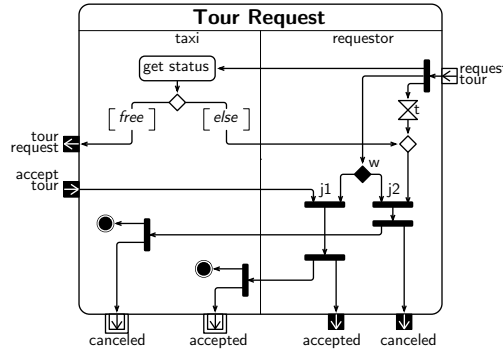 Tour Request
taxi
requestor
get status
request
tour
t
[free]
[else]
tour
request
w
accept
tour
j1
j2
canceled
accepted
accepted
canceled